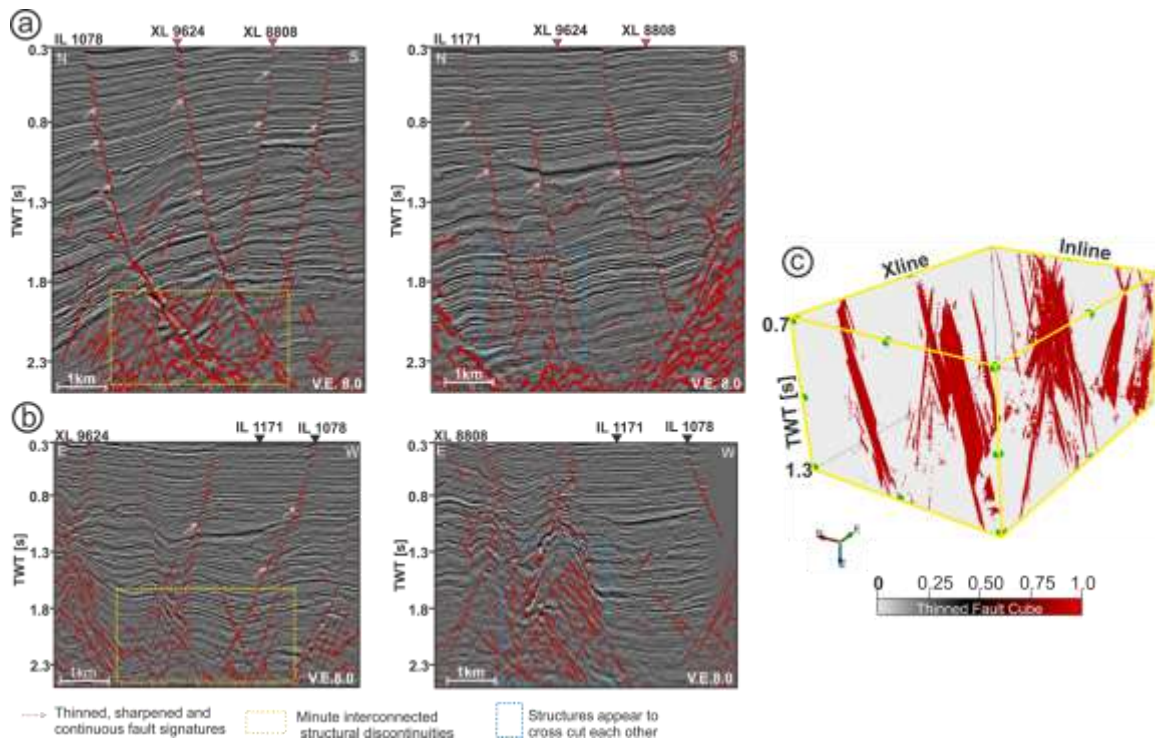 a
IL 1078
XL 9624
XL 8808
N
S
0.3
0.8
1.3
1.8
2.3
TWT [s]
1km
V.E. 8.0
IL 1171
XL 9624
XL 8808
N
S
0.3
0.8
1.3
1.8
2.3
TWT [s]
1km
V.E. 8.0
b
XL 9624
IL 1171
IL 1078
E
W
0.3
0.8
1.3
1.8
2.3
TWT [s]
1km
V.E.8.0
XL 8808
IL 1171
IL 1078
E
W
0.3
0.8
1.3
1.8
2.3
TWT [s]
1km
V.E.8.0
c
Xline
Inline
0.7
TWT [s]
1.3
0 0.25 0.50 0.75 1.0
Thinned Fault Cube
Thinned, sharpened and
continuous fault signatures
Minute interconnected
structural discontinuities
Structures appear to
cross cut each other